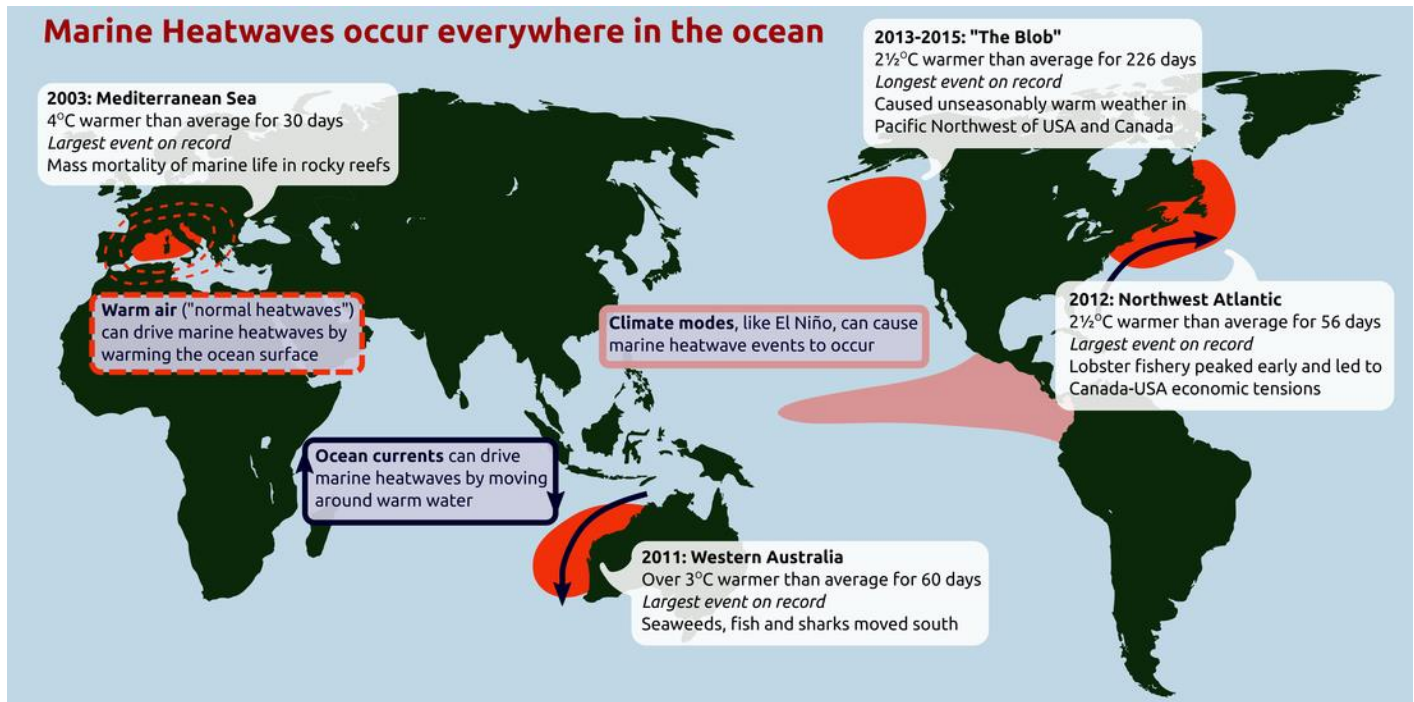 Marine Heatwaves occur everywhere in the ocean
2003: Mediterranean Sea
4°C warmer than average for 30 days
Largest event on record
Mass mortality of marine life in rocky reefs
2013-2015: "The Blob"
2½°C warmer than average for 226 days
Longest event on record
Caused unseasonably warm weather in
Pacific Northwest of USA and Canada
Warm air ("normal heatwaves")
can drive marine heatwaves by
warming the ocean surface
Climate modes, like El Niño, can cause
marine heatwave events to occur
2012: Northwest Atlantic
2½°C warmer than average for 56 days
Largest event on record
Lobster fishery peaked early and led to
Canada-USA economic tensions
Ocean currents can drive
marine heatwaves by moving
around warm water
2011: Western Australia
Over 3°C warmer than average for 60 days
Largest event on record
Seaweeds, fish and sharks moved south